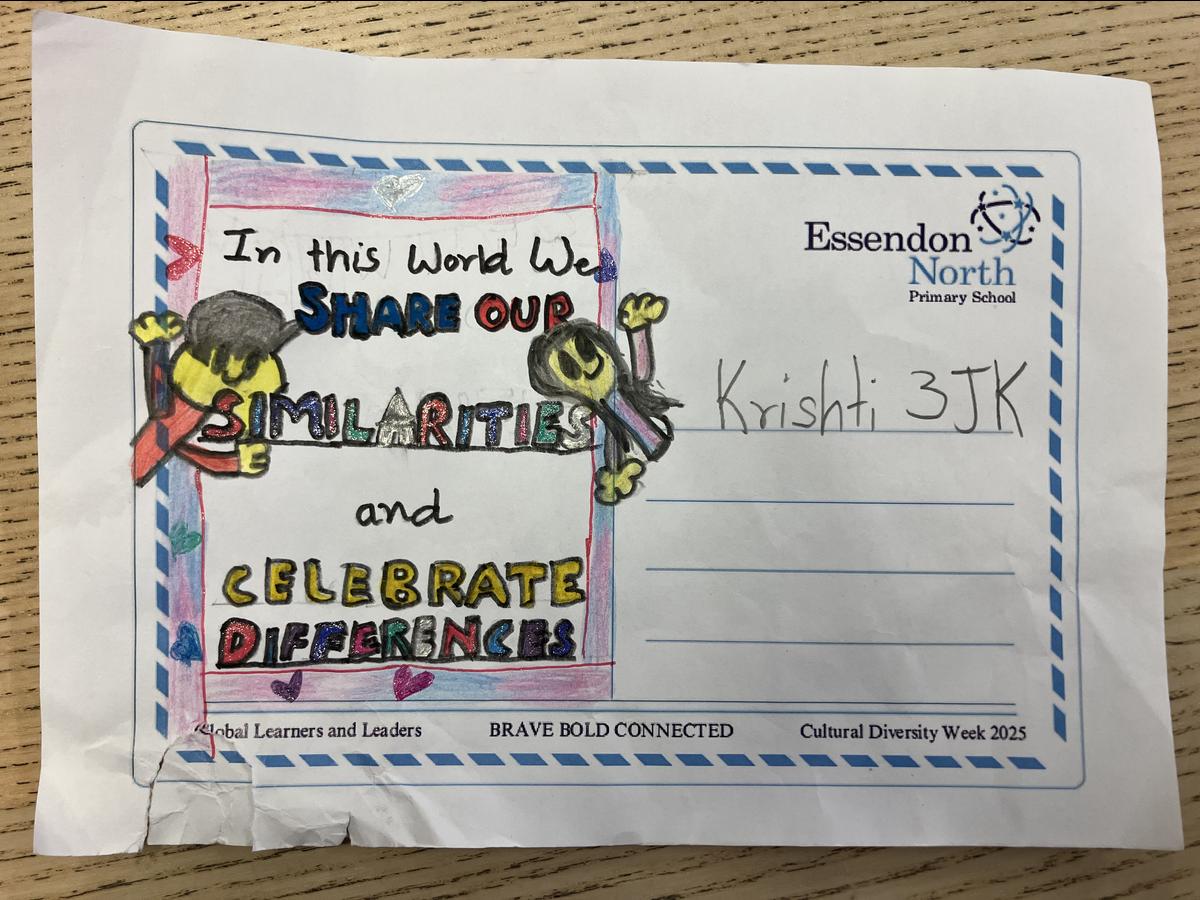 In this World We
SHARE OUR
SIMILARITIES
and
CELEBRATE
DIFFERENCES
Essendon
North
Primary School
Krishti 3JK
Global Learners and Leaders
BRAVE BOLD CONNECTED
Cultural Diversity Week 2025